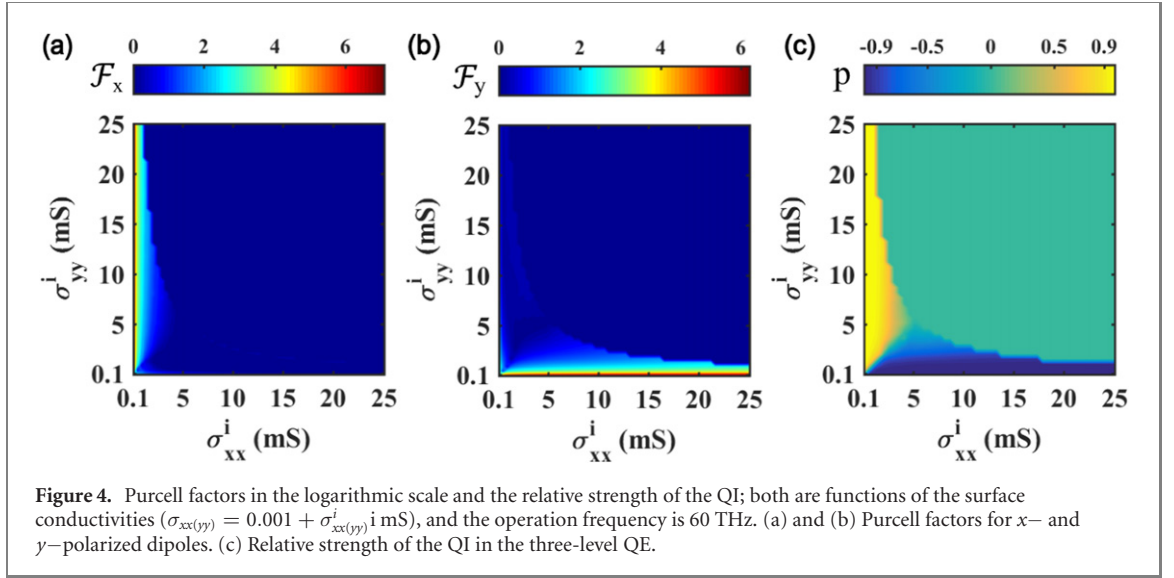 (a) 0 2 4 6 (b) 0 2 4 6 (c) -0.9 -0.5 0 0.5 0.9
ℱx ℱy p
25 25 25
20 20 20
15 15 15
10 10 10
5 5 5
0.1 0.1 0.1
σ^i_yy (mS) σ^i_yy (mS) σ^i_yy (mS)
0.1 5 10 15 20 25 0.1 5 10 15 20 25 0.1 5 10 15 20 25
σ^i_xx (mS) σ^i_xx (mS) σ^i_xx (mS)
Figure 4. Purcell factors in the logarithmic scale and the relative strength of the QI; both are functions of the surface
conductivities (σxx(yy) = 0.001 + σ^i_xx(yy) i mS), and the operation frequency is 60 THz. (a) and (b) Purcell factors for x− and
y−polarized dipoles. (c) Relative strength of the QI in the three-level QE.